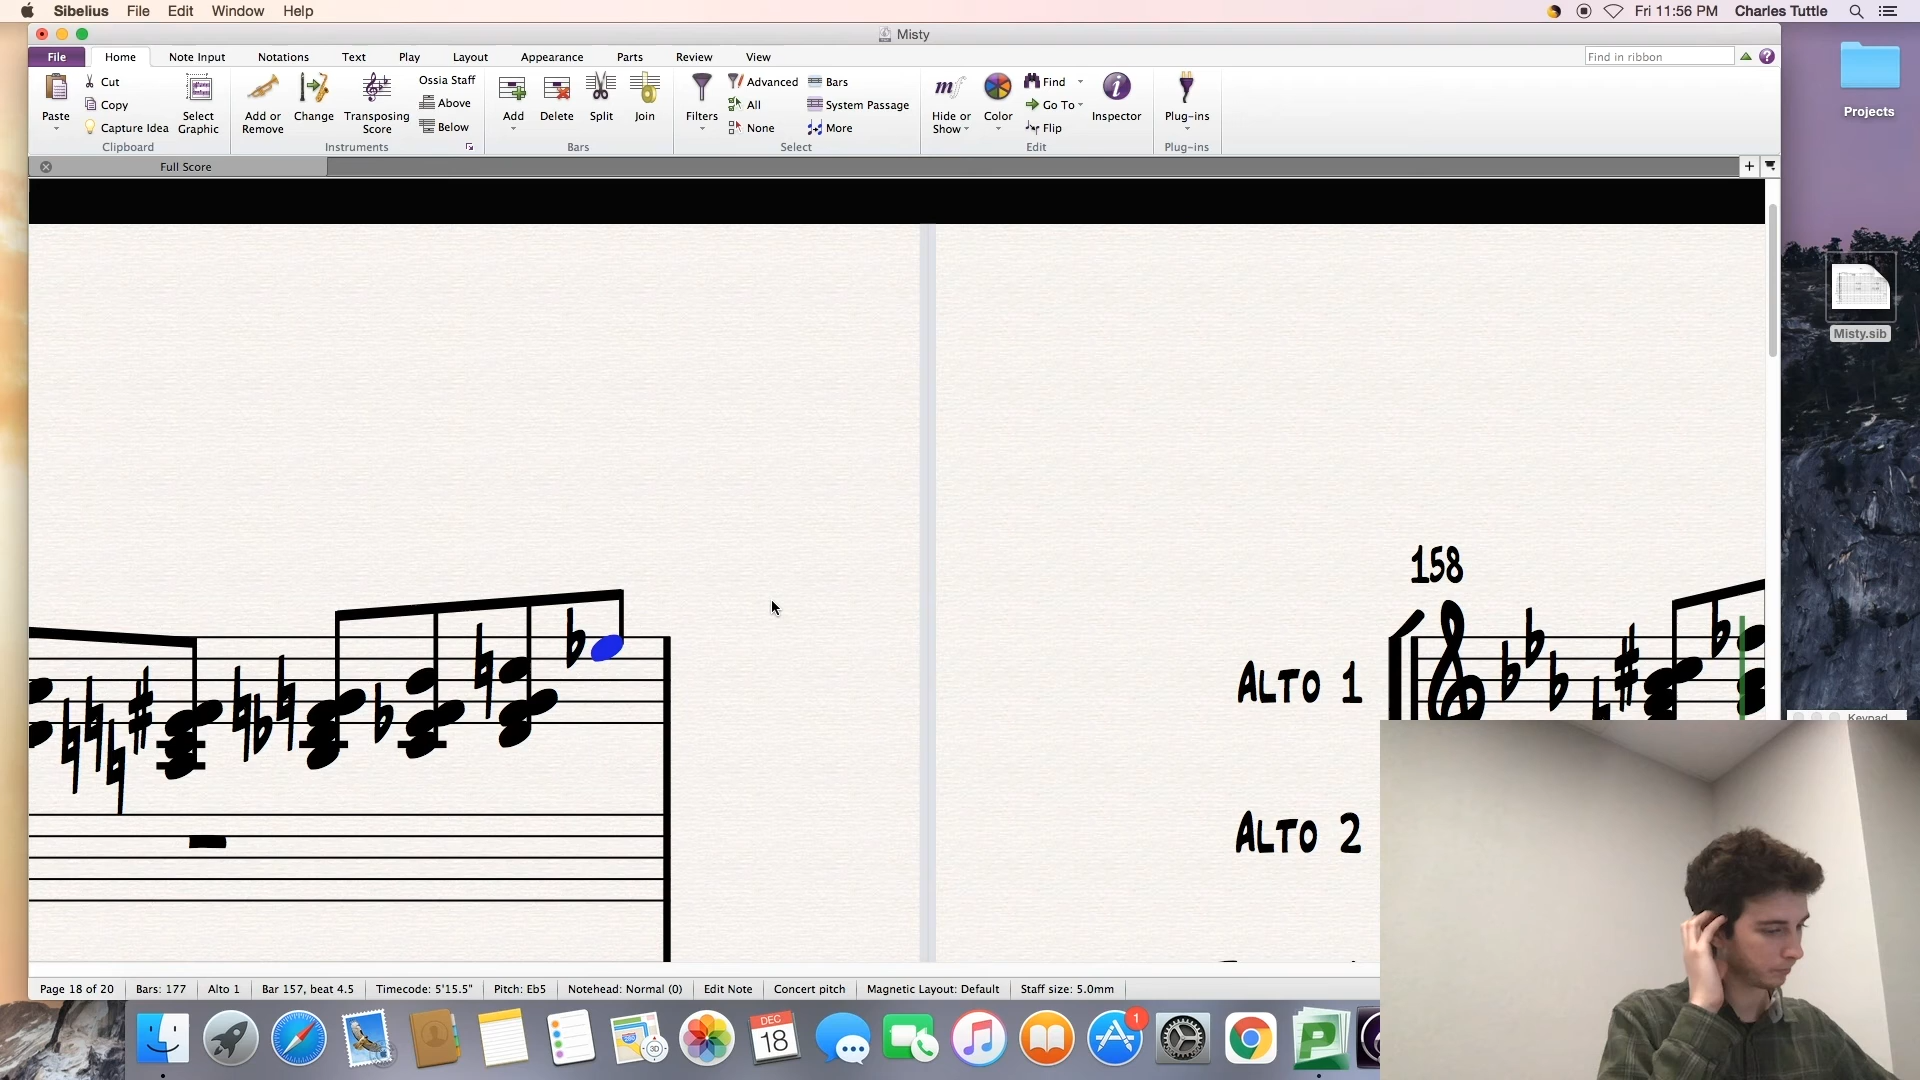 Sibelius File Edit Window Help
Fri 11:56 PM Charles Tuttle
Misty
File Home Note Input Notations Text Play Layout Appearance Parts Review View
Find in ribbon
Paste
Cut
Copy
Capture Idea
Select Graphic
Clipboard
Add or Remove
Change
Transposing Score
Ossia Staff
Above
Below
Instruments
Add
Delete
Split
Join
Bars
Filters
Advanced
All
None
Bars
System Passage
More
Select
Hide or Show
Color
Find
Go To
Flip
Inspector
Edit
Plug-ins
Plug-ins
Full Score
Projects
Misty.sib
158
ALTO 1
ALTO 2
Keypad
Page 18 of 20 Bars: 177 Alto 1 Bar 157, beat 4.5 Timecode: 5'15.5" Pitch: Eb5 Notehead: Normal (0) Edit Note Concert pitch Magnetic Layout: Default Staff size: 5.0mm
DEC
18
1